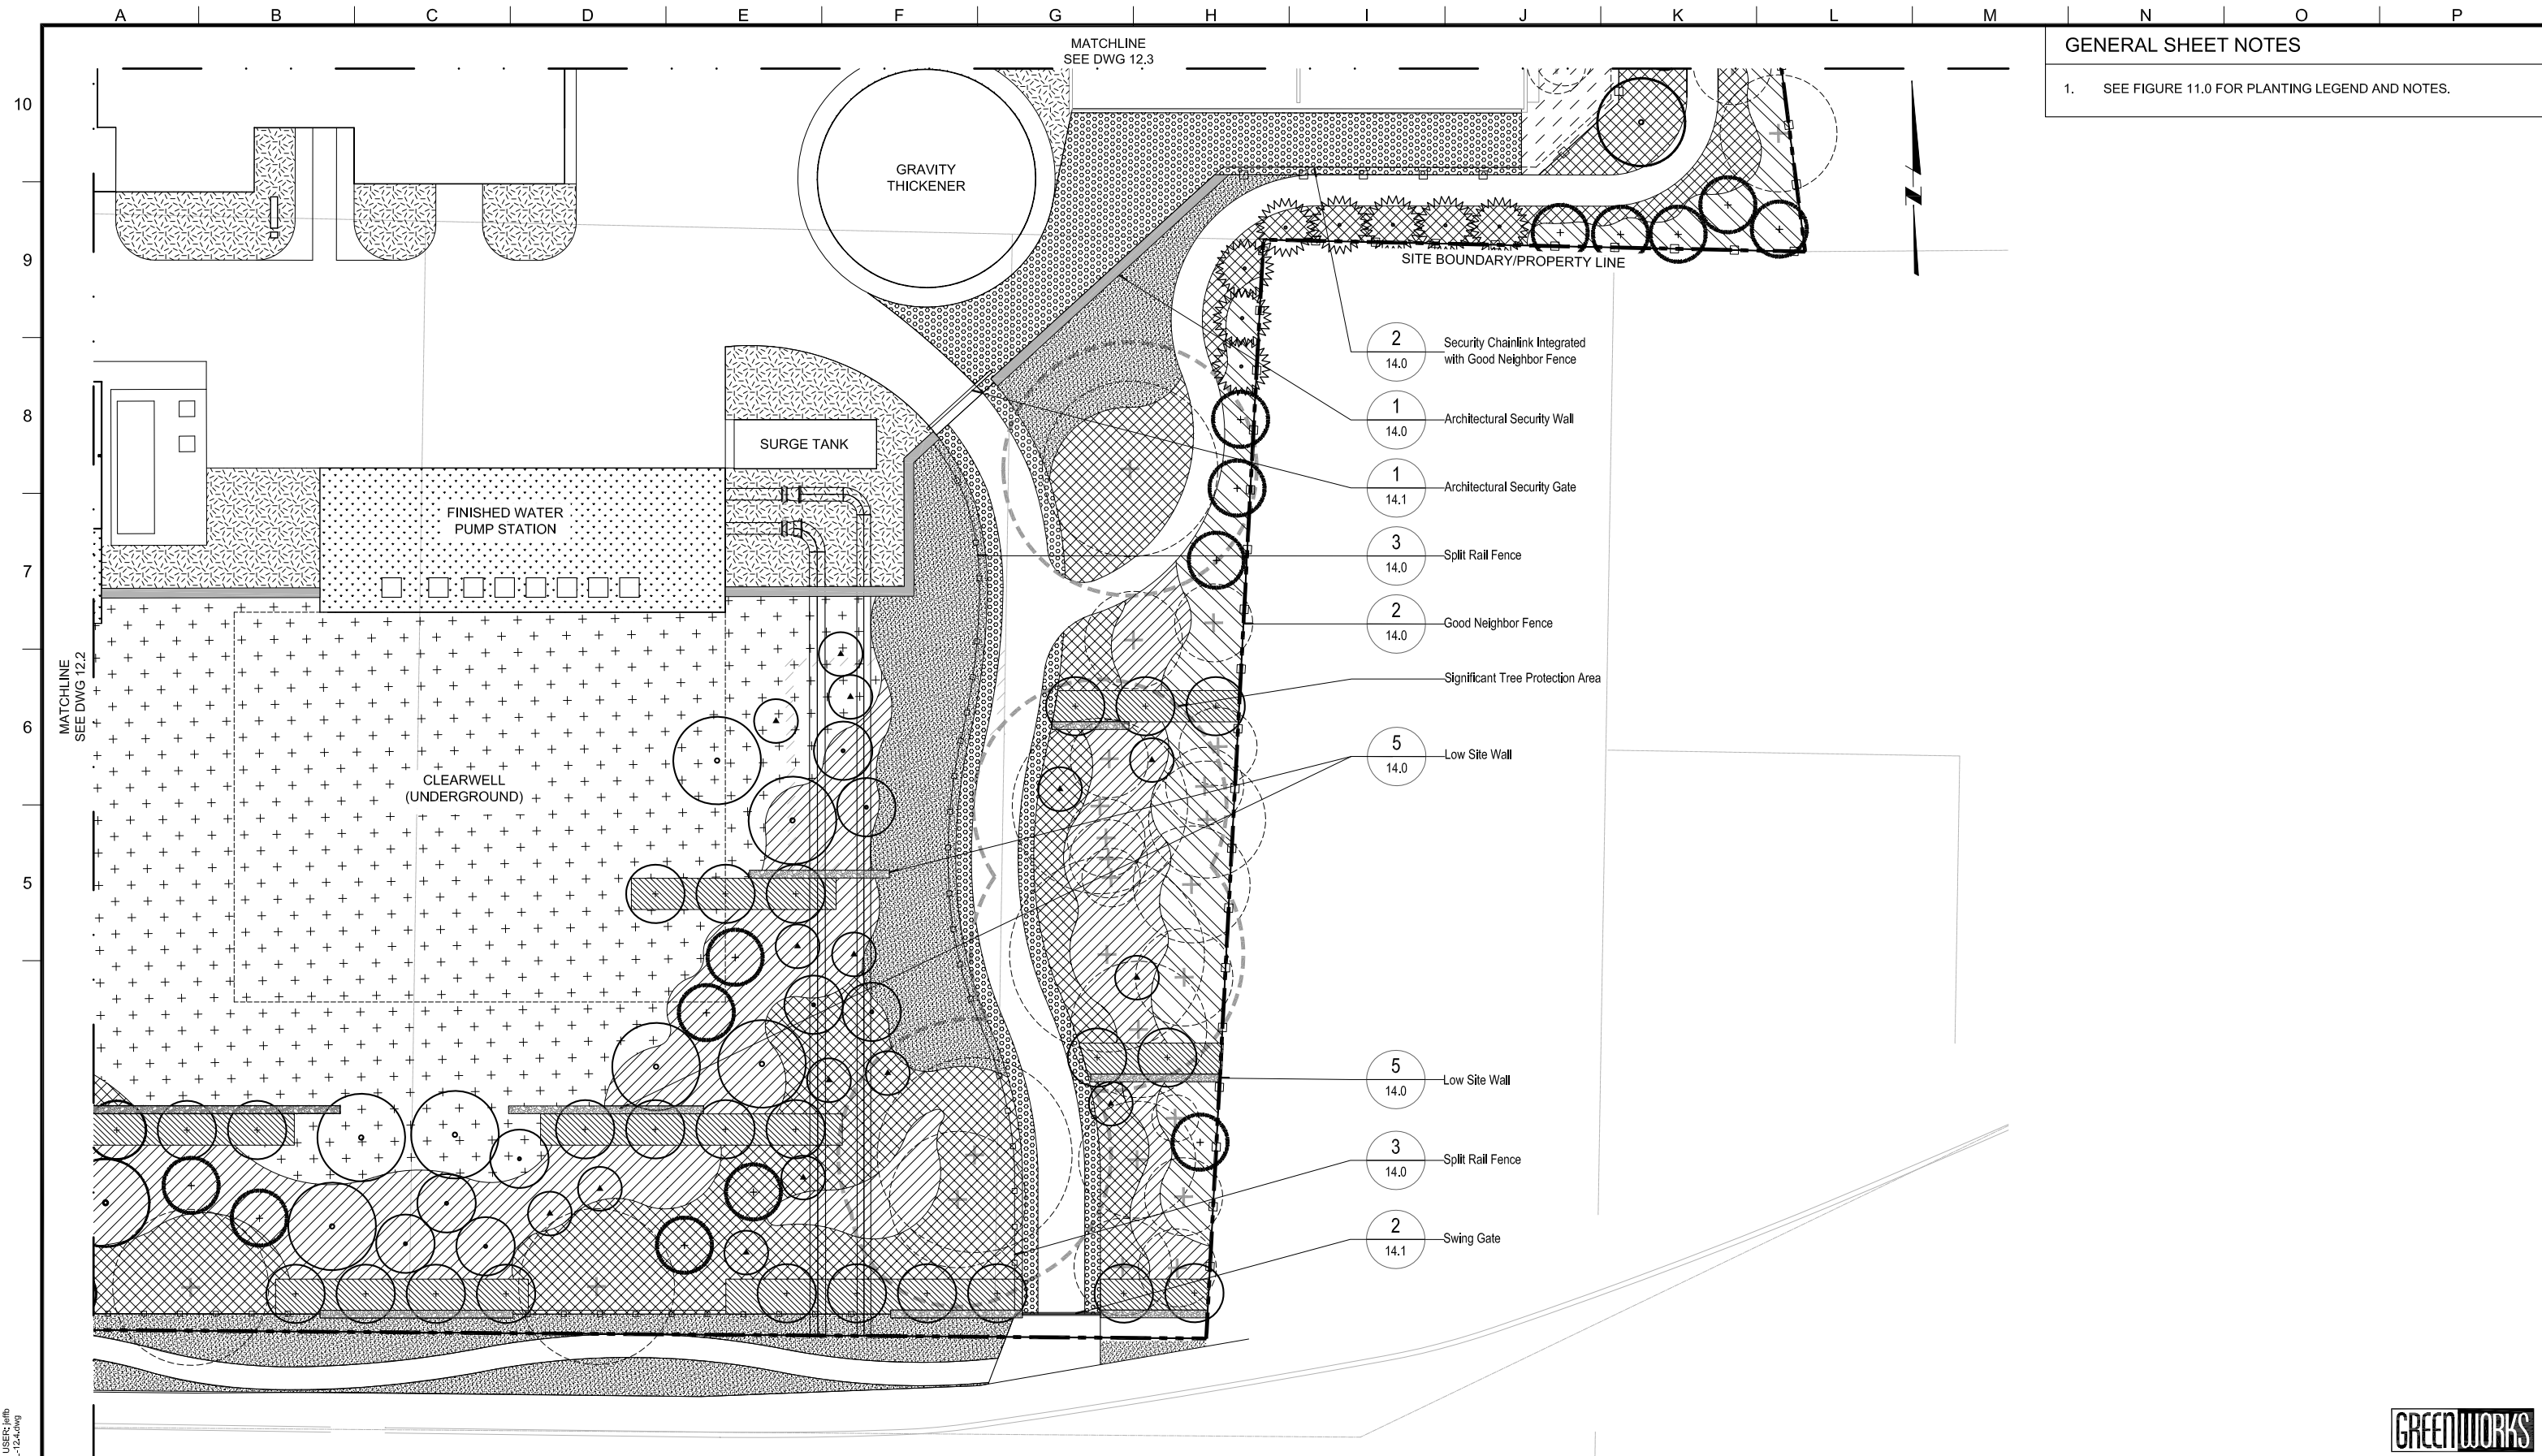 A B C D E F G H I J K L M N O P
MATCHLINE
SEE DWG 12.3
GENERAL SHEET NOTES
1. SEE FIGURE 11.0 FOR PLANTING LEGEND AND NOTES.
10
9
8
7
6
5
GRAVITY
THICKENER
SITE BOUNDARY/PROPERTY LINE
SURGE TANK
FINISHED WATER
PUMP STATION
CLEARWELL
(UNDERGROUND)
MATCHLINE
SEE DWG 12.2
2
14.0
Security Chainlink Integrated
with Good Neighbor Fence
1
14.0
Architectural Security Wall
1
14.1
Architectural Security Gate
3
14.0
Split Rail Fence
2
14.0
Good Neighbor Fence
Significant Tree Protection Area
5
14.0
Low Site Wall
5
14.0
Low Site Wall
3
14.0
Split Rail Fence
2
14.1
Swing Gate
N
USER: jeffb
-12.4.dwg
GREENWORKS